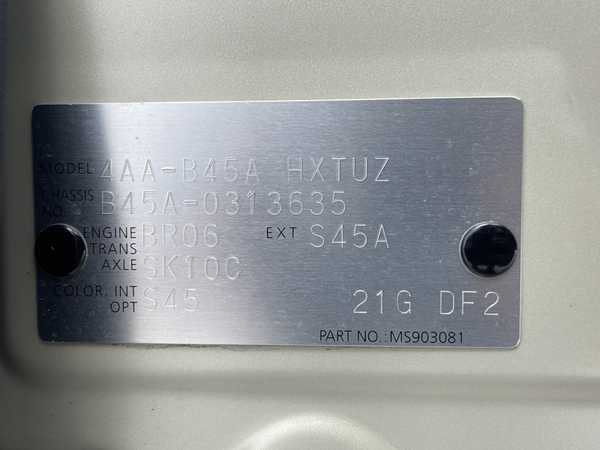 MODEL 4AA-B45A HXTUZ
CHASSIS NO. B45A-0313635
ENGINE BR06 EXT S45A
TRANS AXLE SK10C
COLOR, INT OPT S45 21G DF2
PART NO.:MS903081